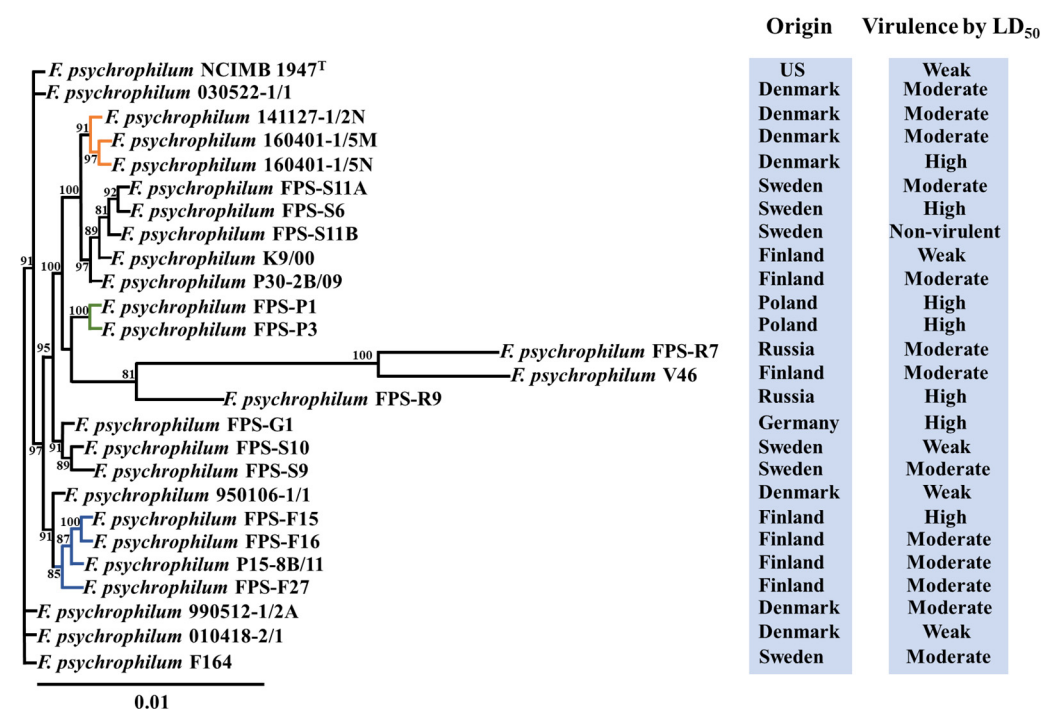 Origin Virulence by LD50
F. psychrophilum NCIMB 1947T US Weak
F. psychrophilum 030522-1/1 Denmark Moderate
F. psychrophilum 141127-1/2N Denmark Moderate
91
F. psychrophilum 160401-1/5M Denmark Moderate
97
F. psychrophilum 160401-1/5N Denmark High
100 92 F. psychrophilum FPS-S11A Sweden Moderate
81 F. psychrophilum FPS-S6 Sweden High
89 F. psychrophilum FPS-S11B Sweden Non-virulent
97 F. psychrophilum K9/00 Finland Weak
91 100 F. psychrophilum P30-2B/09 Finland Moderate
100 F. psychrophilum FPS-P1 Poland High
F. psychrophilum FPS-P3 Poland High
95 100 F. psychrophilum FPS-R7 Russia Moderate
81 F. psychrophilum V46 Finland Moderate
F. psychrophilum FPS-R9 Russia High
F. psychrophilum FPS-G1 Germany High
97 91 F. psychrophilum FPS-S10 Sweden Weak
89 F. psychrophilum FPS-S9 Sweden Moderate
F. psychrophilum 950106-1/1 Denmark Weak
100 F. psychrophilum FPS-F15 Finland High
91 87 F. psychrophilum FPS-F16 Finland Moderate
F. psychrophilum P15-8B/11 Finland Moderate
85 F. psychrophilum FPS-F27 Finland Moderate
F. psychrophilum 990512-1/2A Denmark Moderate
F. psychrophilum 010418-2/1 Denmark Weak
F. psychrophilum F164 Sweden Moderate
0.01